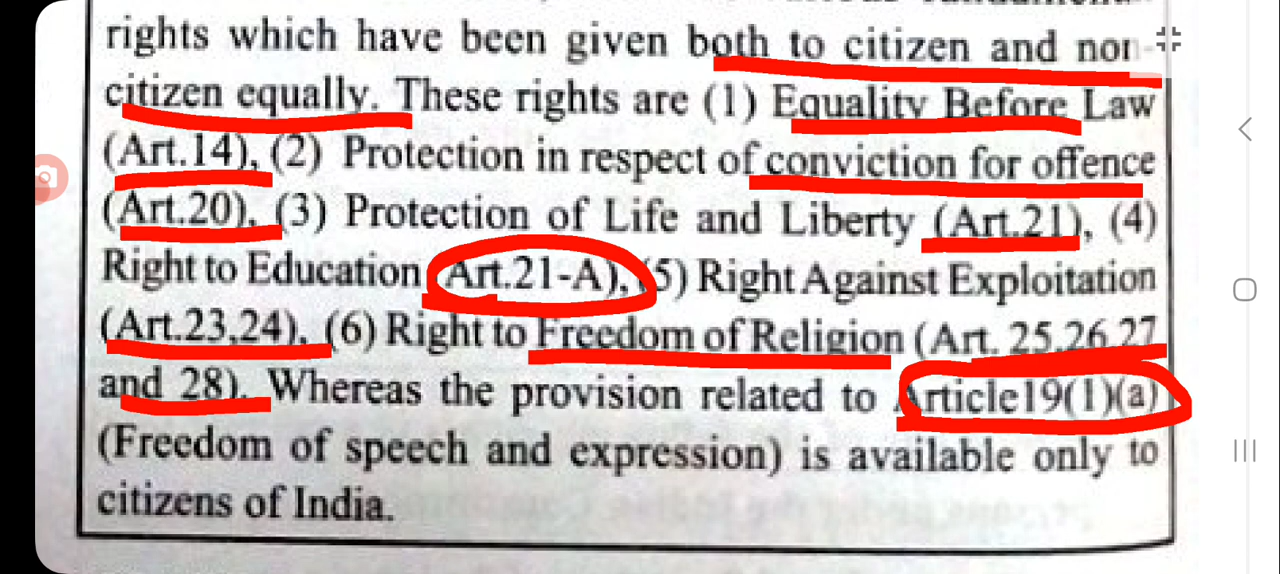 rights which have been given both to citizen and non-
citizen equally. These rights are (1) Equality Before Law
(Art.14), (2) Protection in respect of conviction for offence
(Art.20), (3) Protection of Life and Liberty (Art.21), (4)
Right to Education (Art.21-A), (5) Right Against Exploitation
(Art.23,24), (6) Right to Freedom of Religion (Art. 25,26,27
and 28). Whereas the provision related to Article19(1)(a)
(Freedom of speech and expression) is available only to
citizens of India.